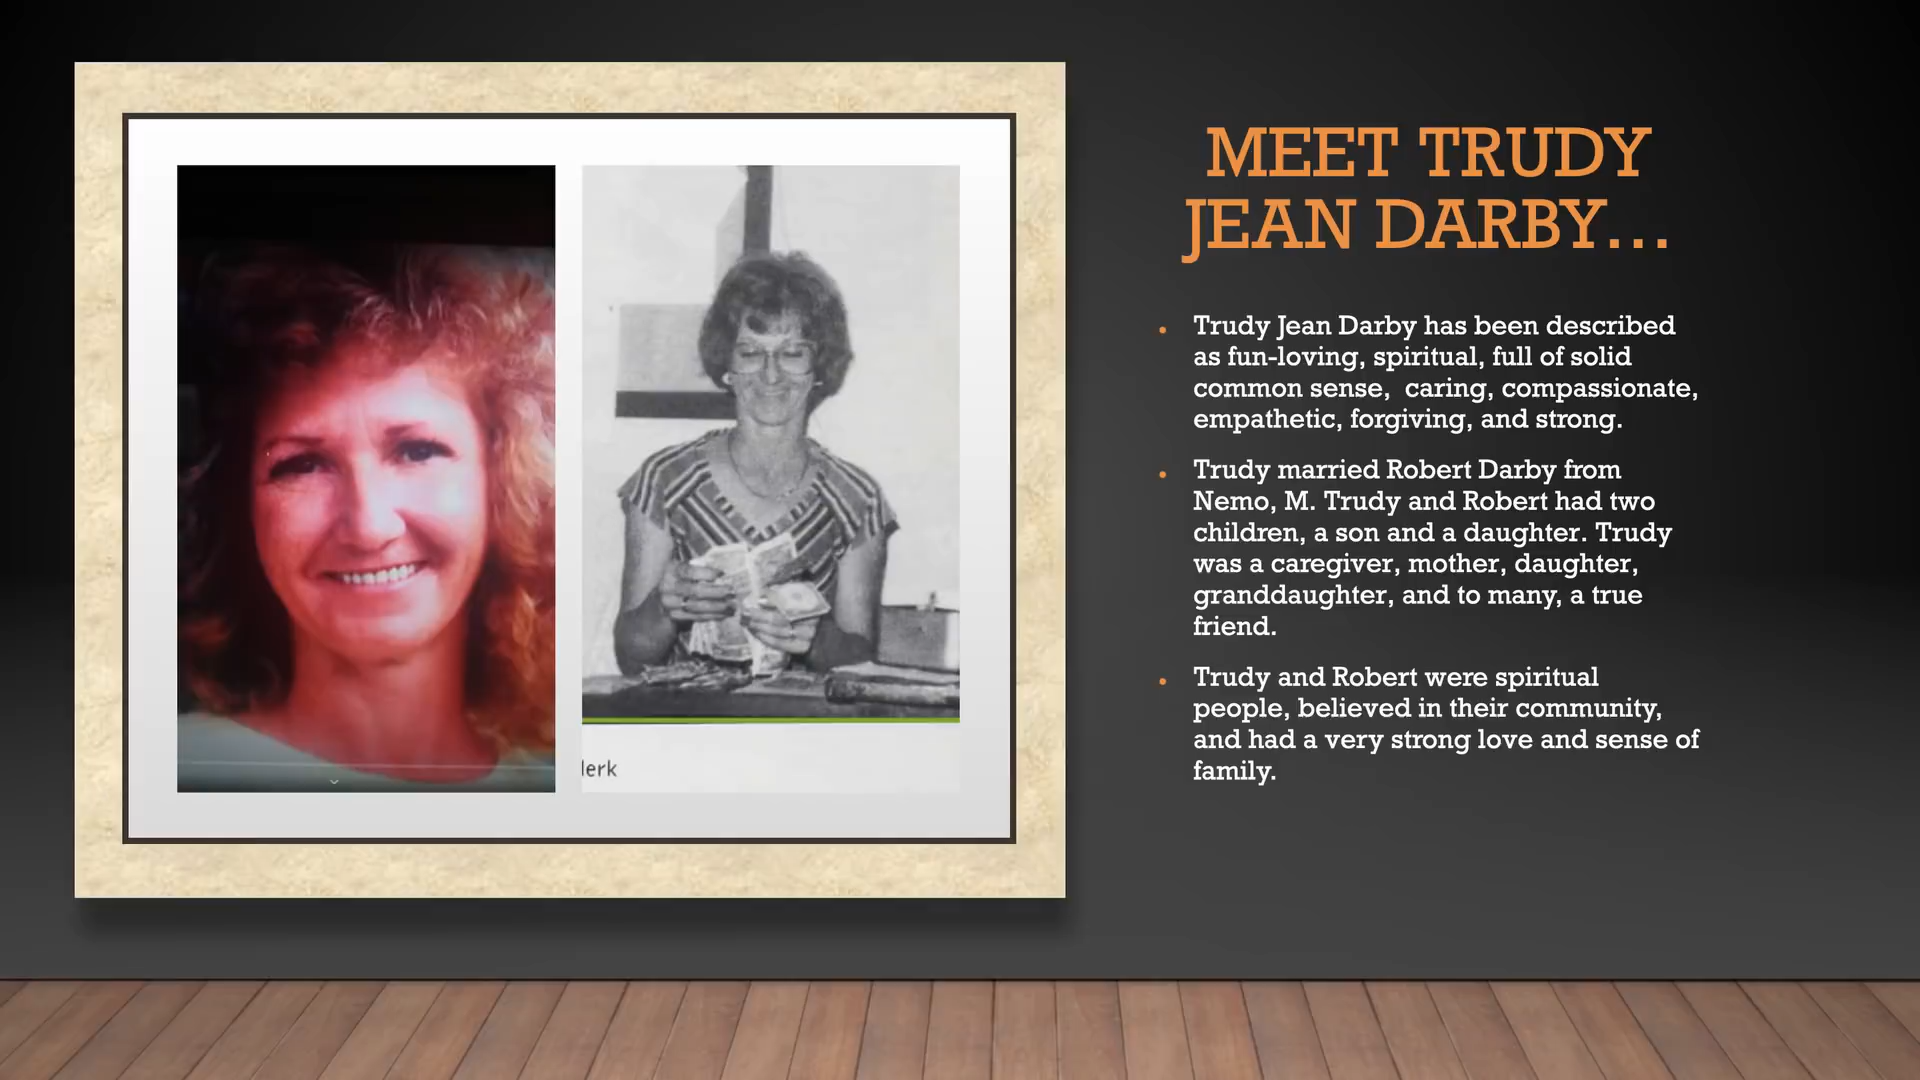 MEET TRUDY
JEAN DARBY...
Trudy Jean Darby has been described
as fun-loving, spiritual, full of solid
common sense,  caring, compassionate,
empathetic, forgiving, and strong.
Trudy married Robert Darby from
Nemo, M. Trudy and Robert had two
children, a son and a daughter. Trudy
was a caregiver, mother, daughter,
granddaughter, and to many, a true
friend.
Trudy and Robert were spiritual
people, believed in their community,
and had a very strong love and sense of
family.
lerk